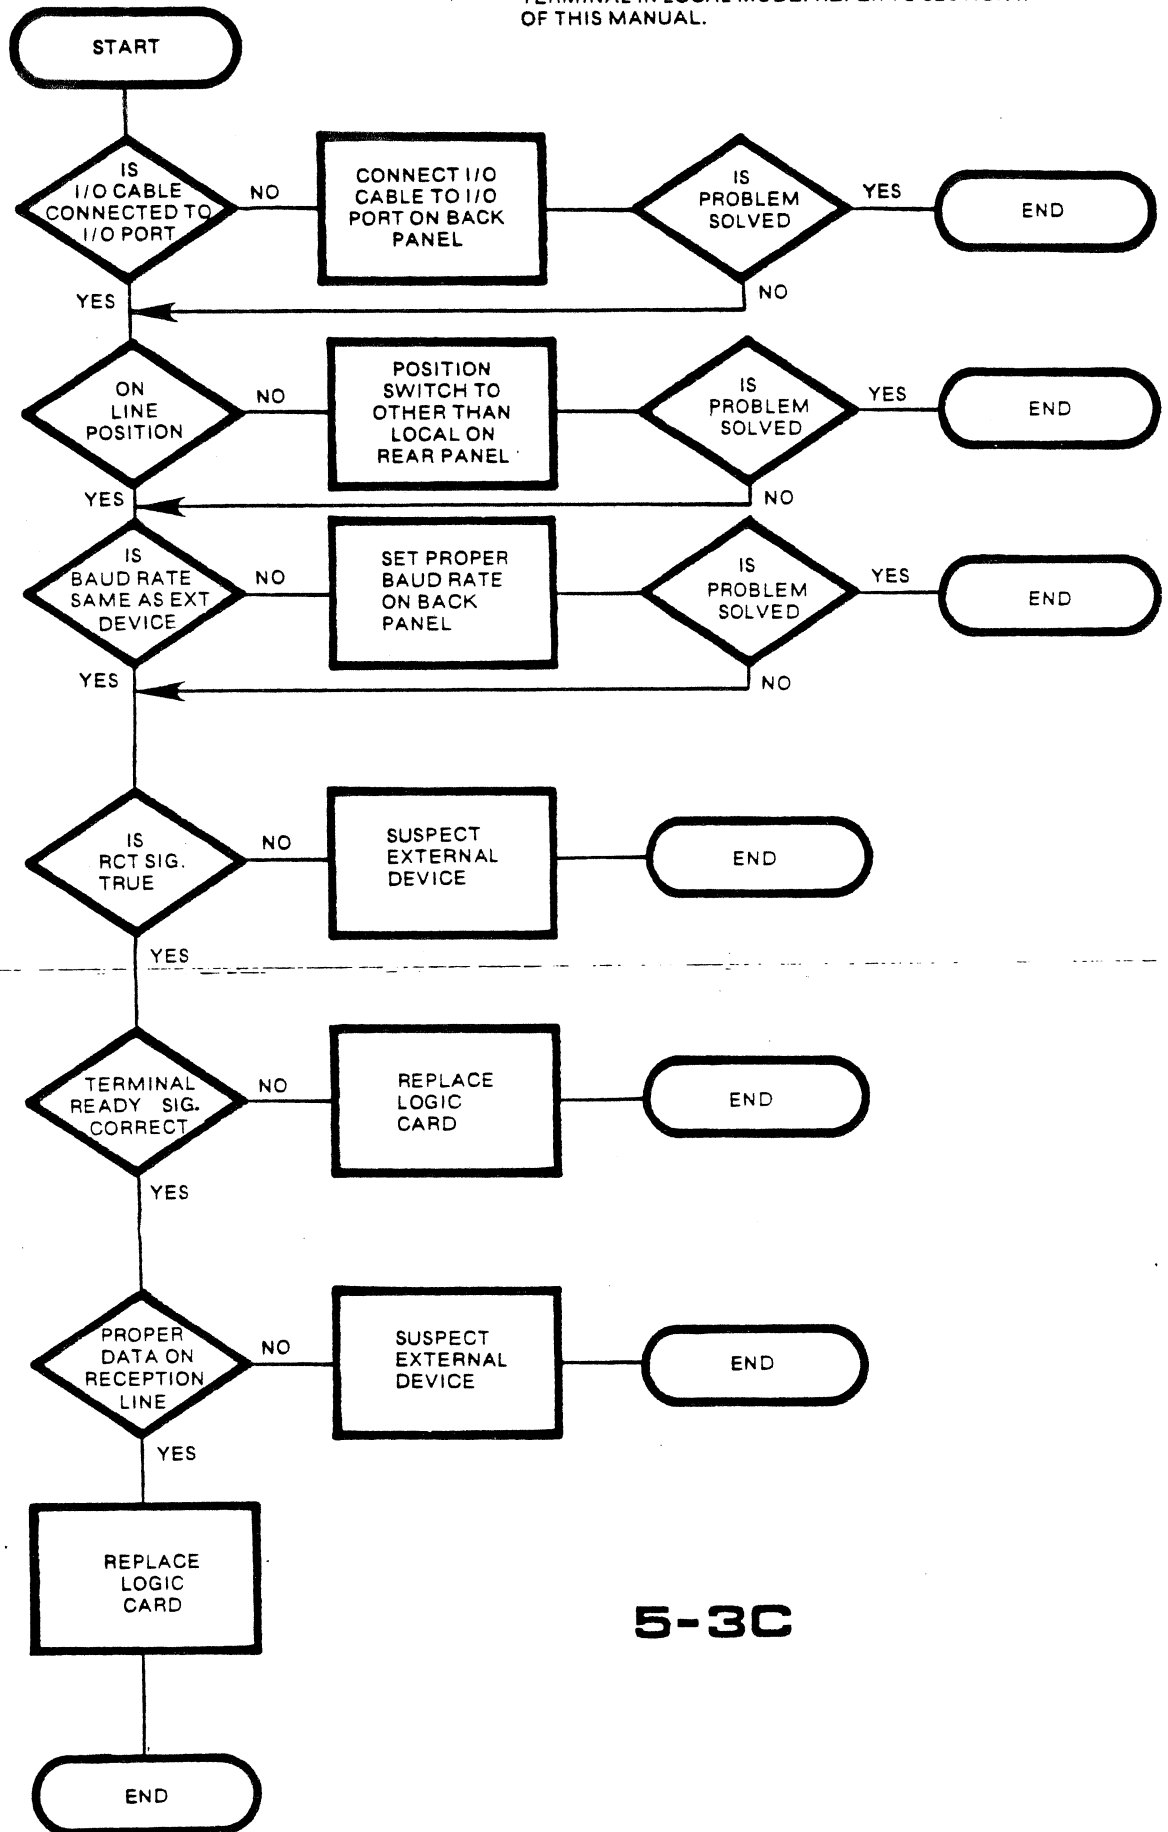 OF THIS MANUAL.
START
IS
I/O CABLE
CONNECTED TO
I/O PORT
NO
CONNECT I/O
CABLE TO I/O
PORT ON BACK
PANEL
IS
PROBLEM
SOLVED
YES
END
YES
NO
ON
LINE
POSITION
NO
POSITION
SWITCH TO
OTHER THAN
LOCAL ON
REAR PANEL
IS
PROBLEM
SOLVED
YES
END
YES
NO
IS
BAUD RATE
SAME AS EXT
DEVICE
NO
SET PROPER
BAUD RATE
ON BACK
PANEL
IS
PROBLEM
SOLVED
YES
END
YES
NO
IS
RCT SIG.
TRUE
NO
SUSPECT
EXTERNAL
DEVICE
END
YES
TERMINAL
READY SIG.
CORRECT
NO
REPLACE
LOGIC
CARD
END
YES
PROPER
DATA ON
RECEPTION
LINE
NO
SUSPECT
EXTERNAL
DEVICE
END
YES
REPLACE
LOGIC
CARD
5-3C
END